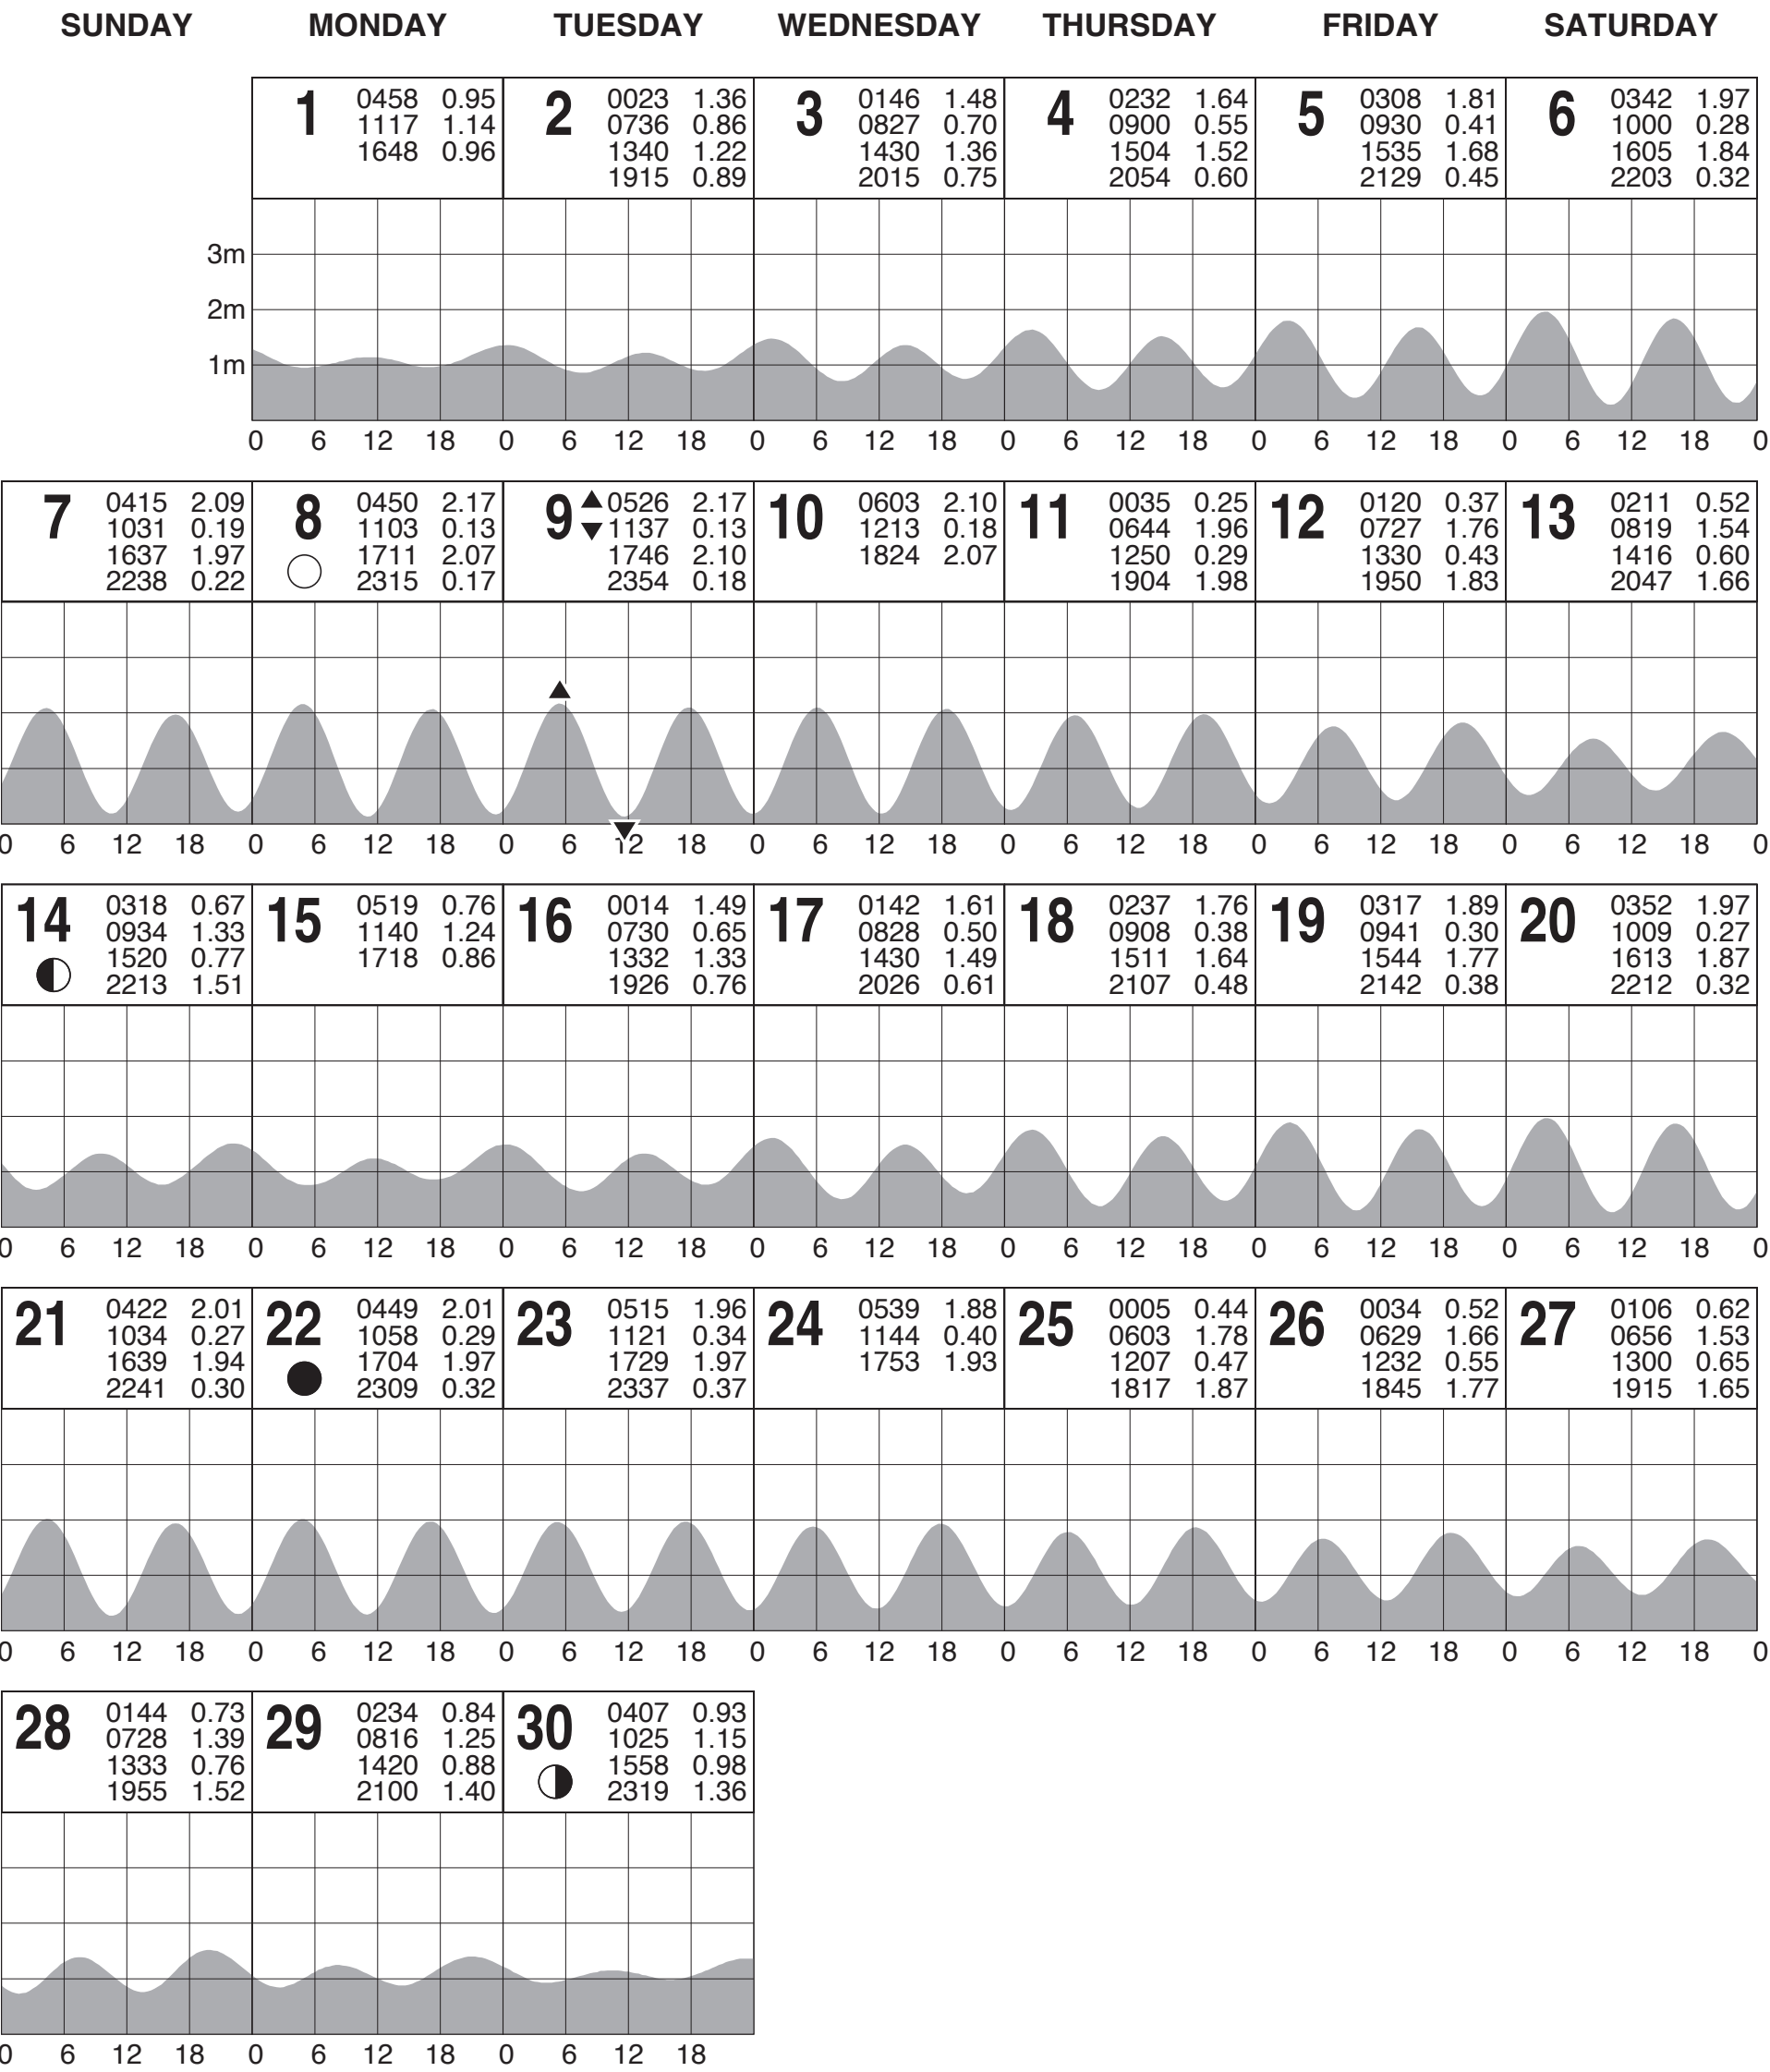 SUNDAY MONDAY TUESDAY WEDNESDAY THURSDAY FRIDAY SATURDAY
1 0458 0.95 2 0023 1.36 3 0146 1.48 4 0232 1.64 5 0308 1.81 6 0342 1.97
1117 1.14 0736 0.86 0827 0.70 0900 0.55 0930 0.41 1000 0.28
1648 0.96 1340 1.22 1430 1.36 1504 1.52 1535 1.68 1605 1.84
1915 0.89 2015 0.75 2054 0.60 2129 0.45 2203 0.32
3m
2m
1m
0 6 12 18 0 6 12 18 0 6 12 18 0 6 12 18 0 6 12 18 0 6 12 18 0
7 0415 2.09 8 0450 2.17 9 ▲ 0526 2.17 10 0603 2.10 11 0035 0.25 12 0120 0.37 13 0211 0.52
1031 0.19 1103 0.13 ▼ 1137 0.13 1213 0.18 0644 1.96 0727 1.76 0819 1.54
1637 1.97 1711 2.07 1746 2.10 1824 2.07 1250 0.29 1330 0.43 1416 0.60
2238 0.22 2315 0.17 2354 0.18 1904 1.98 1950 1.83 2047 1.66
0 6 12 18 0 6 12 18 0 6 12 18 0 6 12 18 0 6 12 18 0 6 12 18 0 6 12 18 0
14 0318 0.67 15 0519 0.76 16 0014 1.49 17 0142 1.61 18 0237 1.76 19 0317 1.89 20 0352 1.97
0934 1.33 1140 1.24 0730 0.65 0828 0.50 0908 0.38 0941 0.30 1009 0.27
1520 0.77 1718 0.86 1332 1.33 1430 1.49 1511 1.64 1544 1.77 1613 1.87
2213 1.51 1926 0.76 2026 0.61 2107 0.48 2142 0.38 2212 0.32
0 6 12 18 0 6 12 18 0 6 12 18 0 6 12 18 0 6 12 18 0 6 12 18 0 6 12 18 0
21 0422 2.01 22 0449 2.01 23 0515 1.96 24 0539 1.88 25 0005 0.44 26 0034 0.52 27 0106 0.62
1034 0.27 1058 0.29 1121 0.34 1144 0.40 0603 1.78 0629 1.66 0656 1.53
1639 1.94 1704 1.97 1729 1.97 1753 1.93 1207 0.47 1232 0.55 1300 0.65
2241 0.30 2309 0.32 2337 0.37 1817 1.87 1845 1.77 1915 1.65
0 6 12 18 0 6 12 18 0 6 12 18 0 6 12 18 0 6 12 18 0 6 12 18 0 6 12 18 0
28 0144 0.73 29 0234 0.84 30 0407 0.93
0728 1.39 0816 1.25 1025 1.15
1333 0.76 1420 0.88 1558 0.98
1955 1.52 2100 1.40 2319 1.36
0 6 12 18 0 6 12 18 0 6 12 18